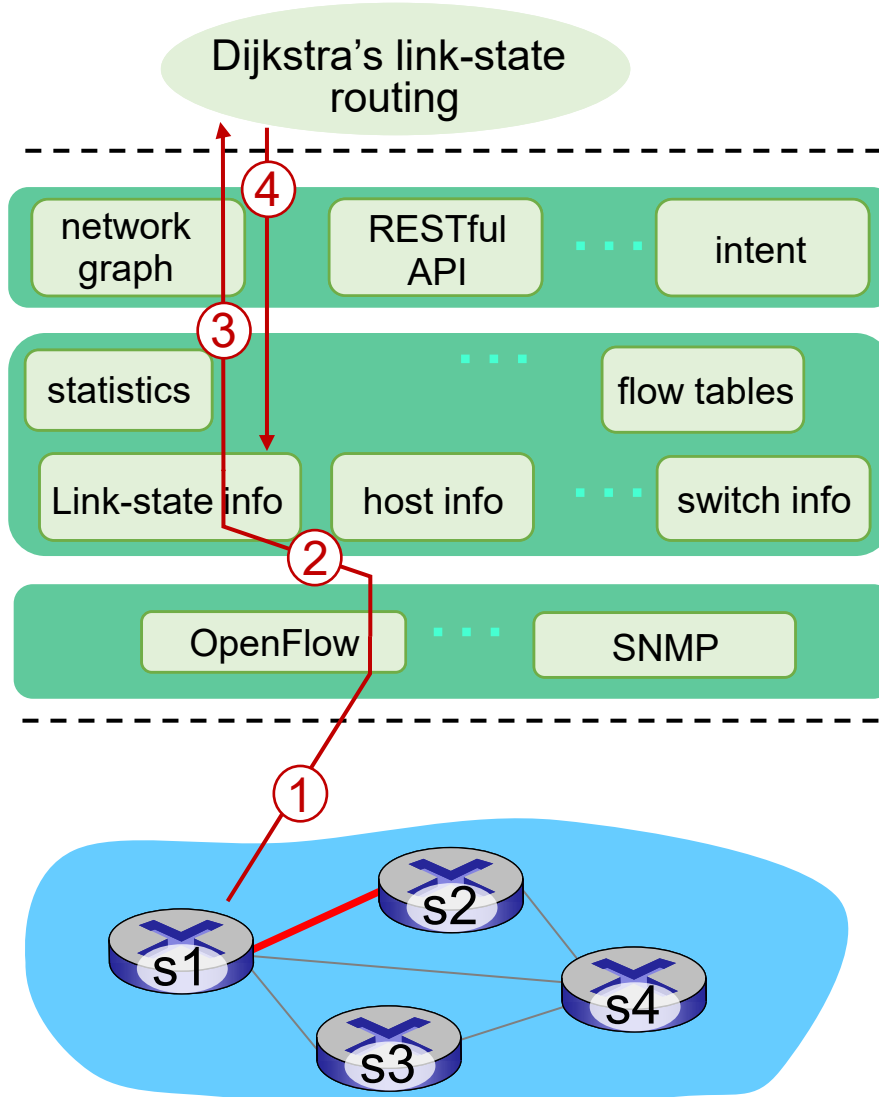 Dijkstra’s link-state
routing
4
network
graph
RESTful
API
intent
3
statistics
flow tables
Link-state info
host info
switch info
2
OpenFlow
SNMP
1
s2
s1
s4
s3